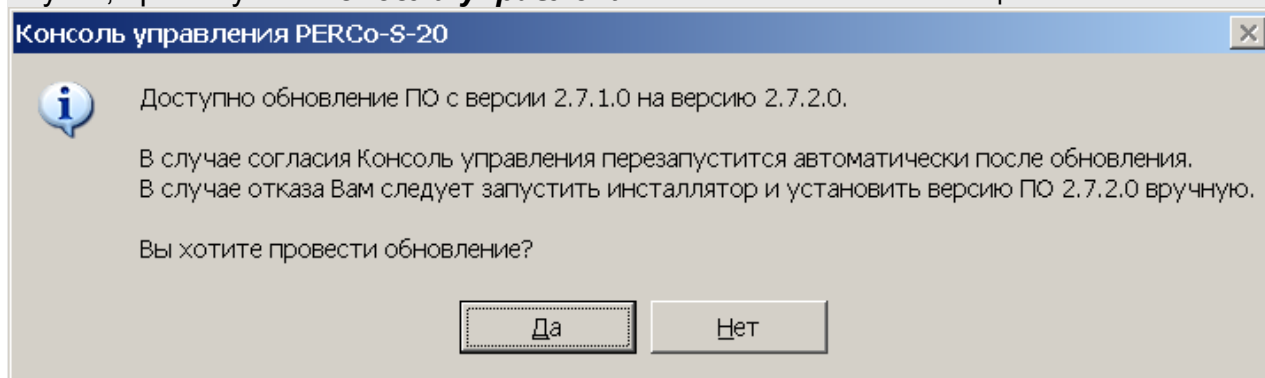 Консоль управления PERCo-S-20
Доступно обновление ПО с версии 2.7.1.0 на версию 2.7.2.0.
В случае согласия Консоль управления перезапустится автоматически после обновления.
В случае отказа Вам следует запустить инсталлятор и установить версию ПО 2.7.2.0 вручную.
Вы хотите провести обновление?
Да
Нет